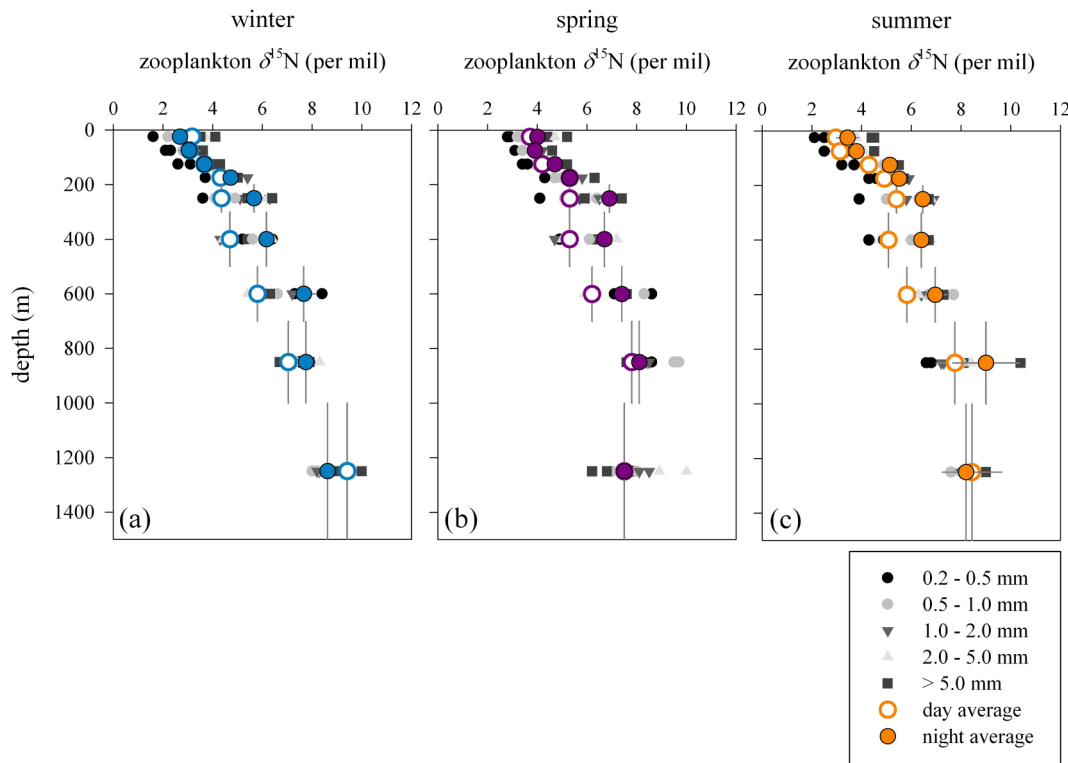 winter
zooplankton δ15N (per mil)
0 2 4 6 8 10 12
spring
zooplankton δ15N (per mil)
0 2 4 6 8 10 12
summer
zooplankton δ15N (per mil)
0 2 4 6 8 10 12
depth (m)
0
200
400
600
800
1000
1200
1400
(a)
(b)
(c)
0.2 - 0.5 mm
0.5 - 1.0 mm
1.0 - 2.0 mm
2.0 - 5.0 mm
> 5.0 mm
day average
night average